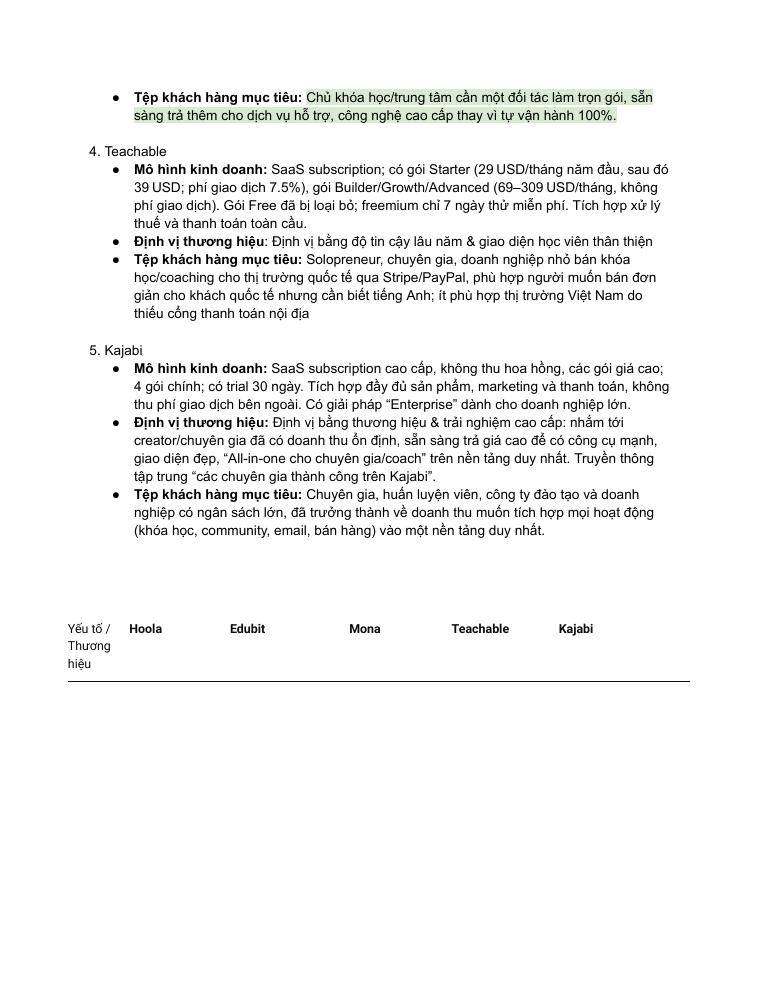 ● Tệp khách hàng mục tiêu: Chủ khóa học/trung tâm cần một đối tác làm trọn gói, sẵn
sàng trả thêm cho dịch vụ hỗ trợ, công nghệ cao cấp thay vì tự vận hành 100%.
4. Teachable
● Mô hình kinh doanh: SaaS subscription; có gói Starter (29 USD/tháng năm đầu, sau đó
39 USD; phí giao dịch 7.5%), gói Builder/Growth/Advanced (69–309 USD/tháng, không
phí giao dịch). Gói Free đã bị loại bỏ; freemium chỉ 7 ngày thử miễn phí. Tích hợp xử lý
thuế và thanh toán toàn cầu.
● Định vị thương hiệu: Định vị bằng độ tin cậy lâu năm & giao diện học viên thân thiện
● Tệp khách hàng mục tiêu: Solopreneur, chuyên gia, doanh nghiệp nhỏ bán khóa
học/coaching cho thị trường quốc tế qua Stripe/PayPal, phù hợp người muốn bán đơn
giản cho khách quốc tế nhưng cần biết tiếng Anh; ít phù hợp thị trường Việt Nam do
thiếu cổng thanh toán nội địa
5. Kajabi
● Mô hình kinh doanh: SaaS subscription cao cấp, không thu hoa hồng, các gói giá cao;
4 gói chính; có trial 30 ngày. Tích hợp đầy đủ sản phẩm, marketing và thanh toán, không
thu phí giao dịch bên ngoài. Có giải pháp “Enterprise” dành cho doanh nghiệp lớn.
● Định vị thương hiệu: Định vị bằng thương hiệu & trải nghiệm cao cấp: nhắm tới
creator/chuyên gia đã có doanh thu ổn định, sẵn sàng trả giá cao để có công cụ mạnh,
giao diện đẹp, “All-in-one cho chuyên gia/coach” trên nền tảng duy nhất. Truyền thông
tập trung “các chuyên gia thành công trên Kajabi”.
● Tệp khách hàng mục tiêu: Chuyên gia, huấn luyện viên, công ty đào tạo và doanh
nghiệp có ngân sách lớn, đã trưởng thành về doanh thu muốn tích hợp mọi hoạt động
(khóa học, community, email, bán hàng) vào một nền tảng duy nhất.
Yếu tố / Hoola Edubit Mona Teachable Kajabi
Thương
hiệu